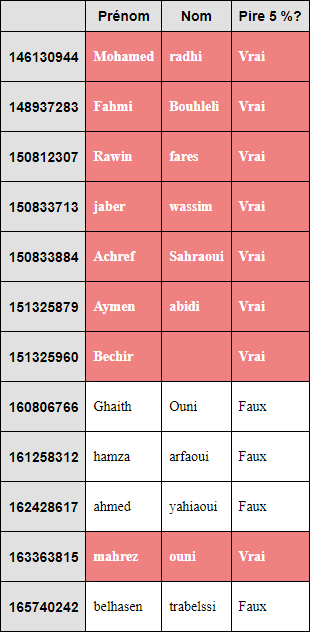 Prénom Nom Pire 5 %?
146130944 Mohamed radhi Vrai
148937283 Fahmi Bouhleli Vrai
150812307 Rawin fares Vrai
150833713 jaber wassim Vrai
150833884 Achref Sahraoui Vrai
151325879 Aymen abidi Vrai
151325960 Bechir Vrai
160806766 Ghaith Ouni Faux
161258312 hamza arfaoui Faux
162428617 ahmed yahiaoui Faux
163363815 mahrez ouni Vrai
165740242 belhasen trabelssi Faux